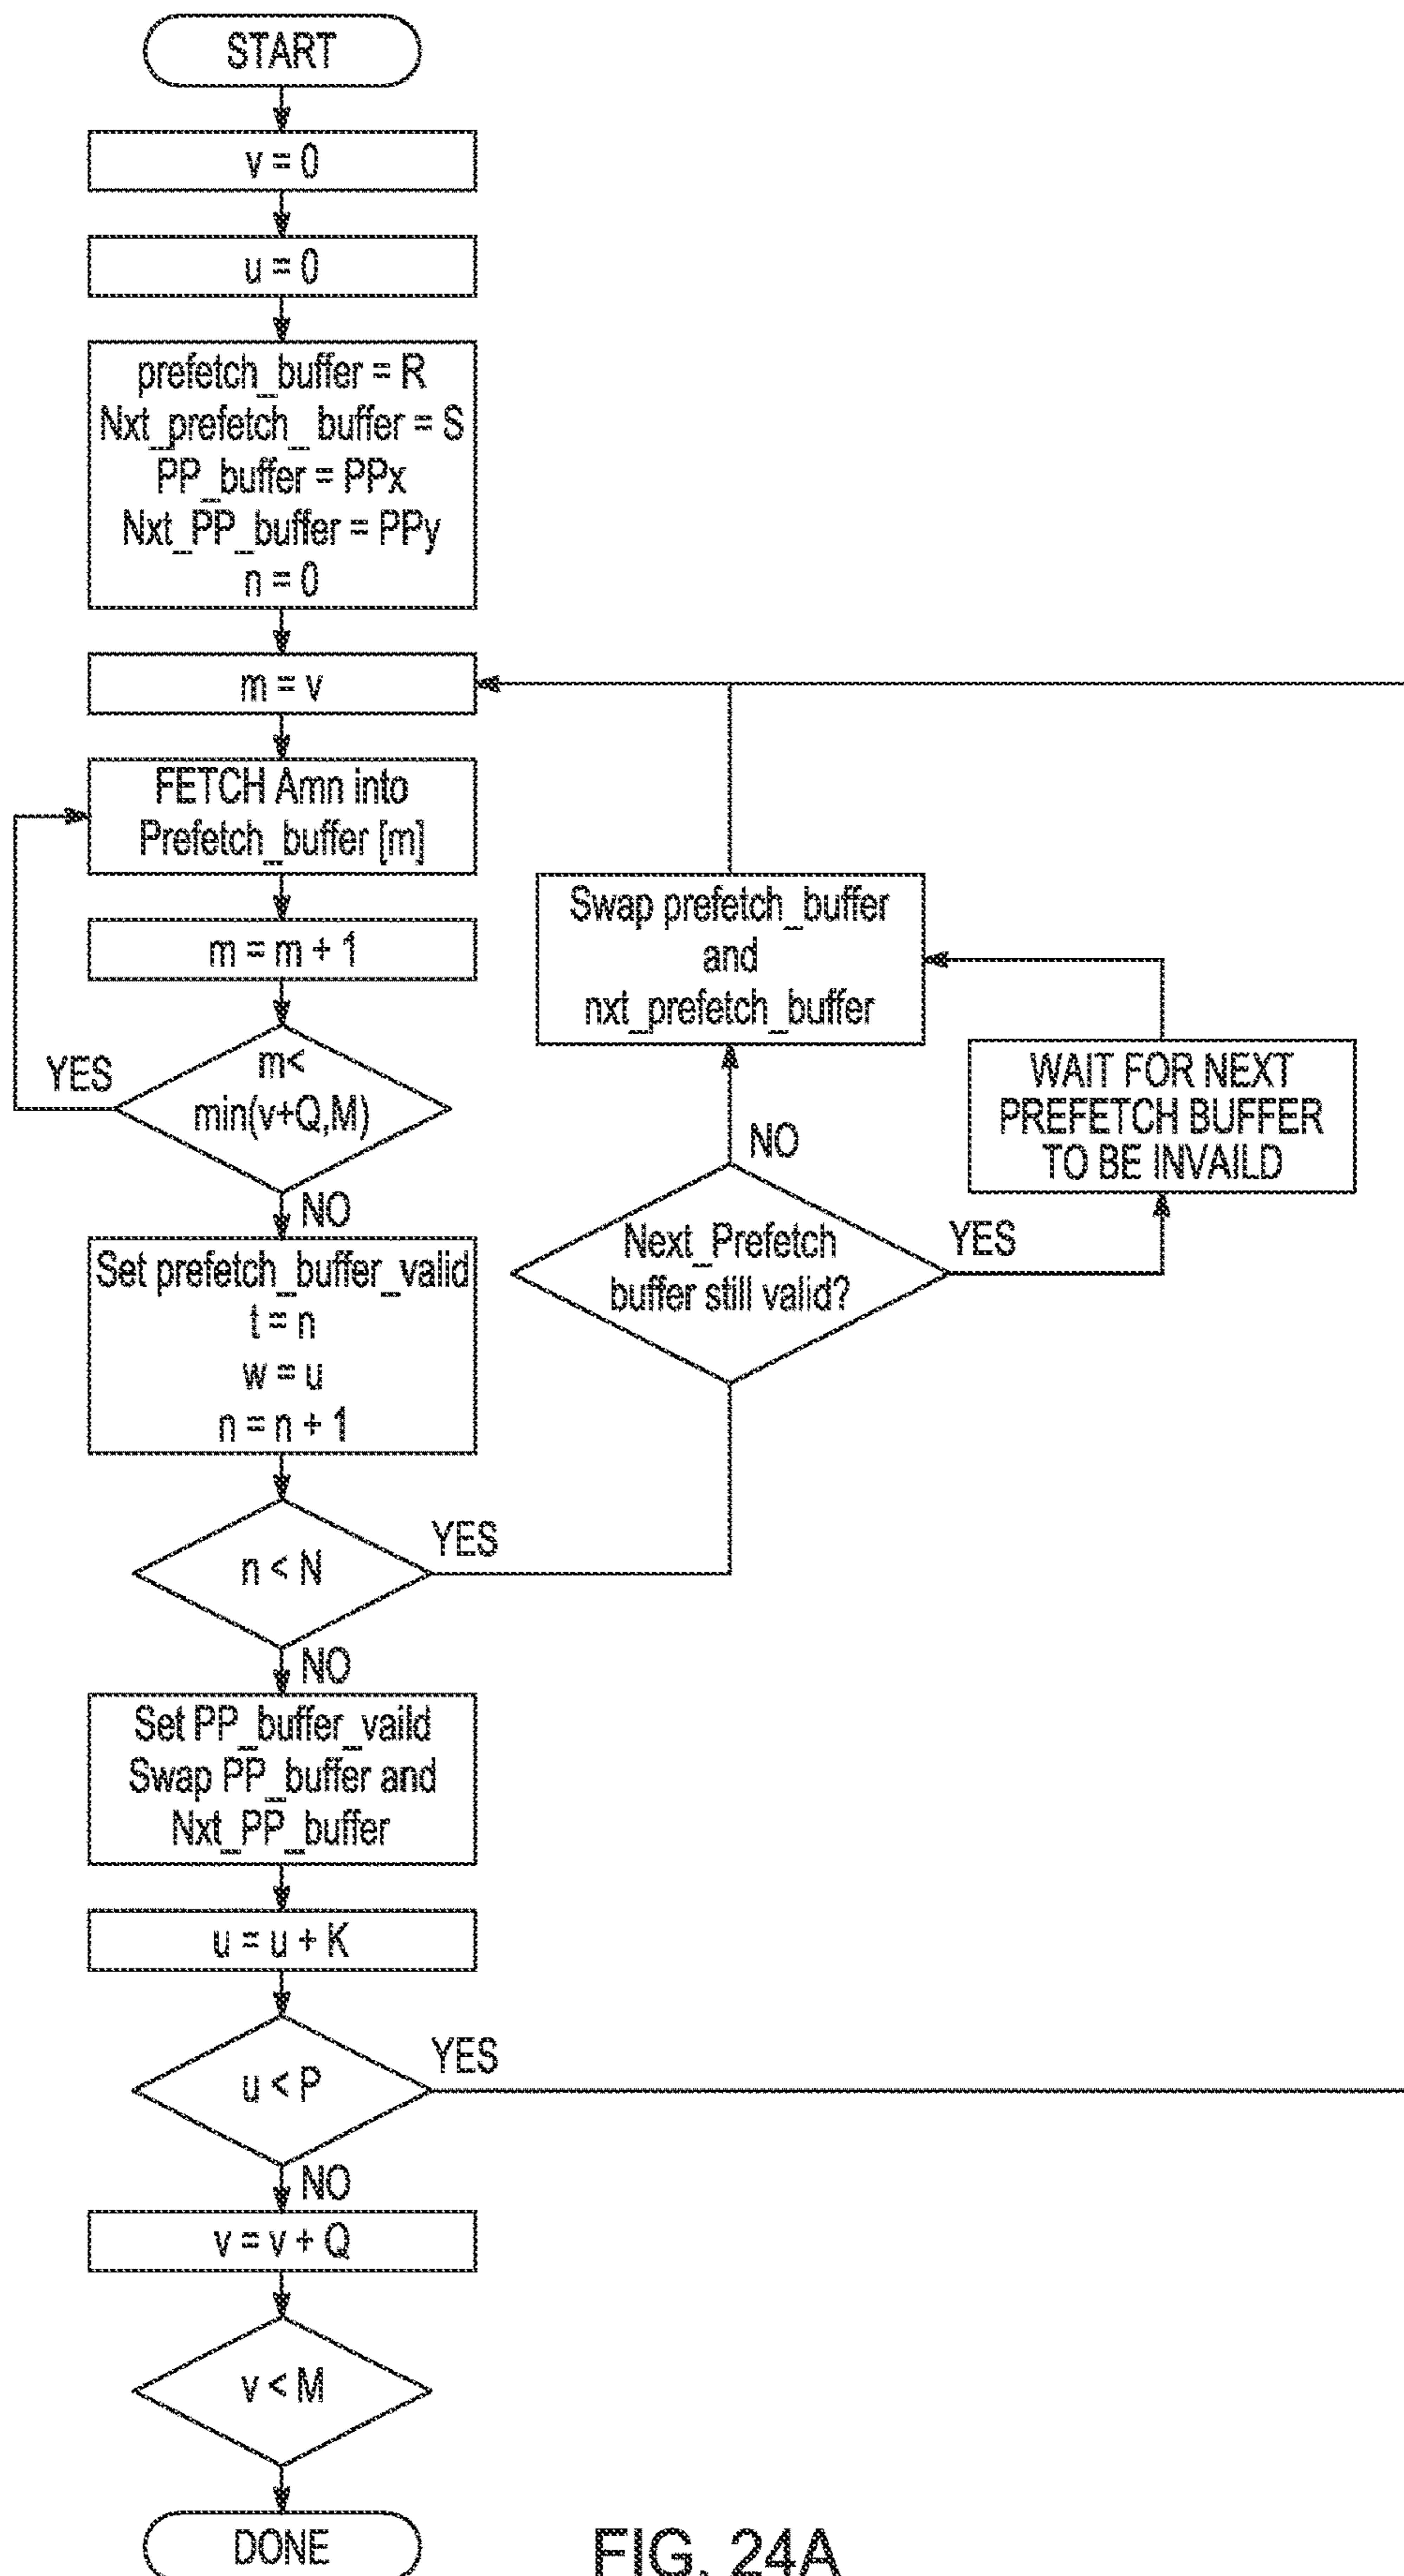 START
v = 0
u = 0
prefetch_buffer = R
Nxt_prefetch_ buffer = S
PP_buffer = PPx
Nxt_PP_buffer = PPy
n = 0
m = v
FETCH Amn into
Prefetch_buffer [m]
m = m + 1
m<
min(v+Q,M)
YES
NO
Set prefetch_buffer_valid
t = n
w = u
n = n + 1
n < N
YES
Next_Prefetch
buffer still valid?
YES
WAIT FOR NEXT
PREFETCH BUFFER
TO BE INVAILD
NO
Swap prefetch_buffer
and
nxt_prefetch_buffer
NO
Set PP_buffer_vaild
Swap PP_buffer and
Nxt_PP_buffer
u = u + K
u < P
YES
NO
v = v + Q
v < M
DONE
FIG. 24A